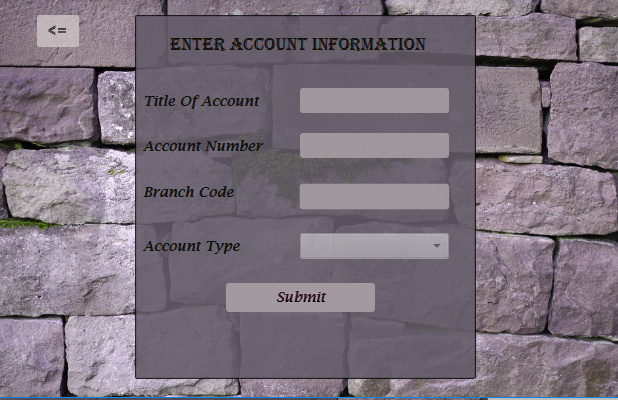 <=
ENTER ACCOUNT INFORMATION
Title Of Account
Account Number
Branch Code
Account Type
Submit